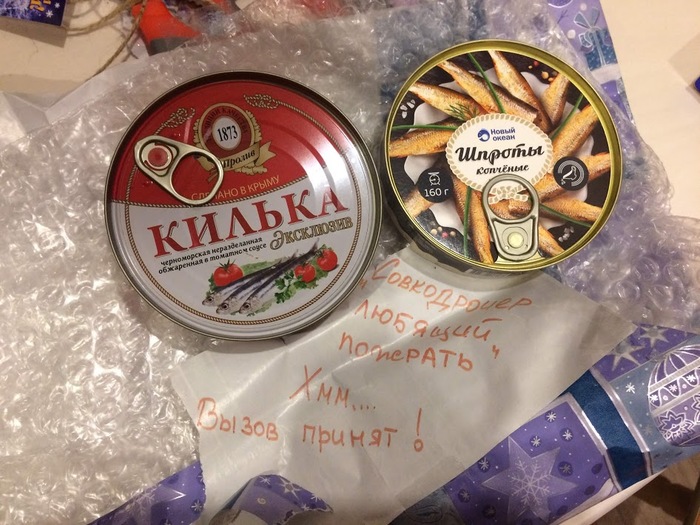 1873
Пролив
СДЕЛАНО В КРЫМУ
КИЛЬКА
Эксклюзив
черноморская неразделанная
обжаренная в томатном соусе
Новый
океан
Шпроты
копчёные
160 г
"Совкодрочер
любящий
пожрать"
Хмм....
Вызов принят!